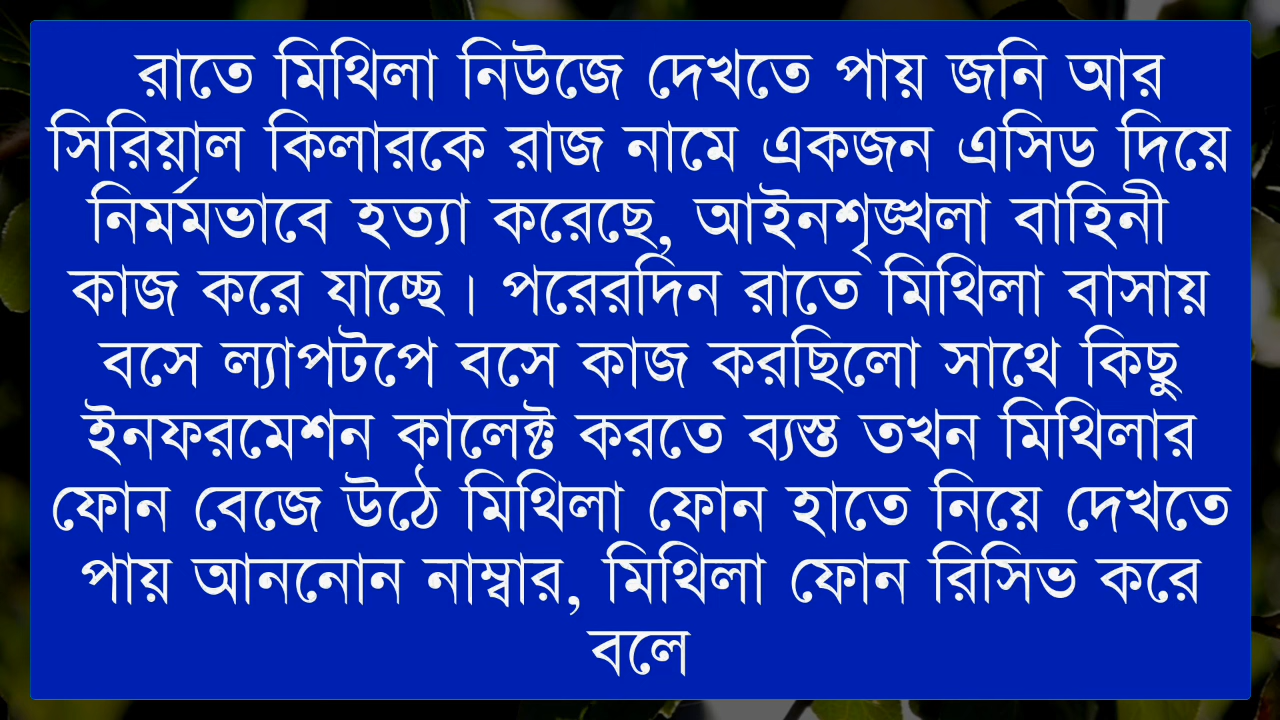 রাতে মিথিলা নিউজে দেখতে পায় জনি আর
সিরিয়াল কিলারকে রাজ নামে একজন এসিড দিয়ে
নির্মমভাবে হত্যা করেছে, আইনশৃঙ্খলা বাহিনী
কাজ করে যাচ্ছে। পরেরদিন রাতে মিথিলা বাসায়
বসে ল্যাপটপে বসে কাজ করছিলো সাথে কিছু
ইনফরমেশন কালেক্ট করতে ব্যস্ত তখন মিথিলার
ফোন বেজে উঠে মিথিলা ফোন হাতে নিয়ে দেখতে
পায় আননোন নাম্বার, মিথিলা ফোন রিসিভ করে
বলে